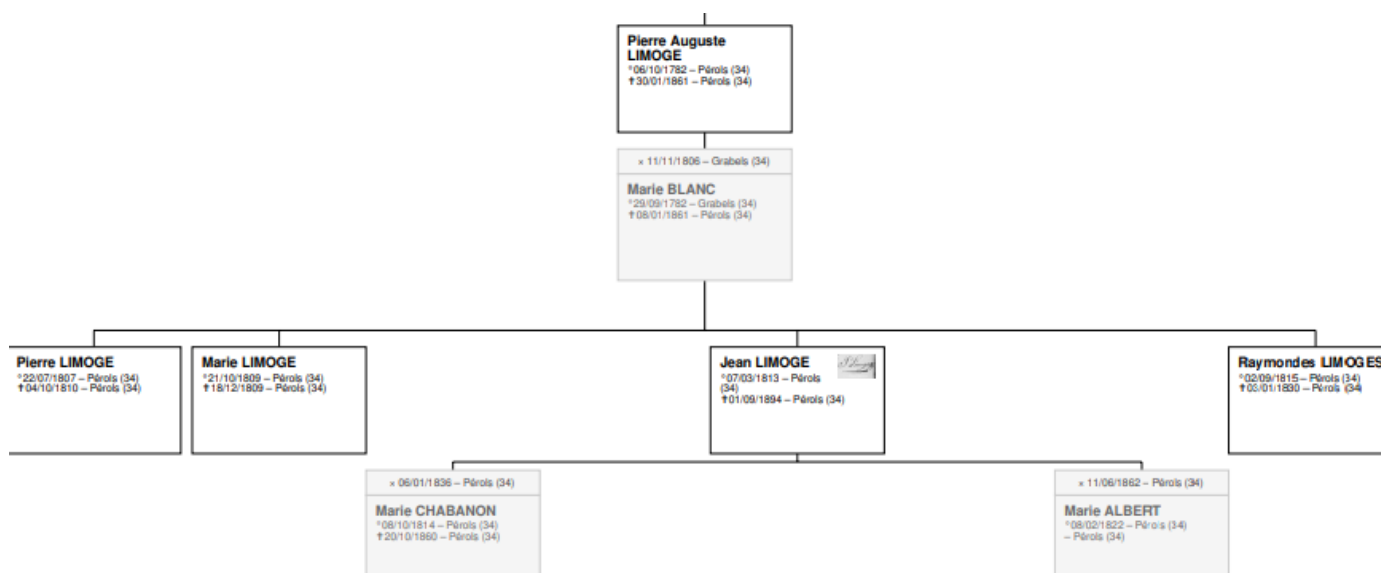 Pierre Auguste
LIMOGE
°06/10/1782 – Pérols (34)
✝30/01/1861 – Pérols (34)
× 11/11/1806 – Grabels (34)
Marie BLANC
°29/09/1782 – Grabels (34)
✝08/01/1861 – Pérols (34)
Pierre LIMOGE
°22/07/1807 – Pérols (34)
✝04/10/1810 – Pérols (34)
Marie LIMOGE
°21/10/1809 – Pérols (34)
✝18/12/1809 – Pérols (34)
Jean LIMOGE
°07/03/1813 – Pérols
(34)
✝01/09/1894 – Pérols (34)
Raymondes LIMOGES
°02/09/1815 – Pérols (34)
✝03/01/1830 – Pérols (34)
× 06/01/1836 – Pérols (34)
Marie CHABANON
°08/10/1814 – Pérols (34)
✝20/10/1860 – Pérols (34)
× 11/06/1862 – Pérols (34)
Marie ALBERT
°08/02/1822 – Pérols (34)
– Pérols (34)